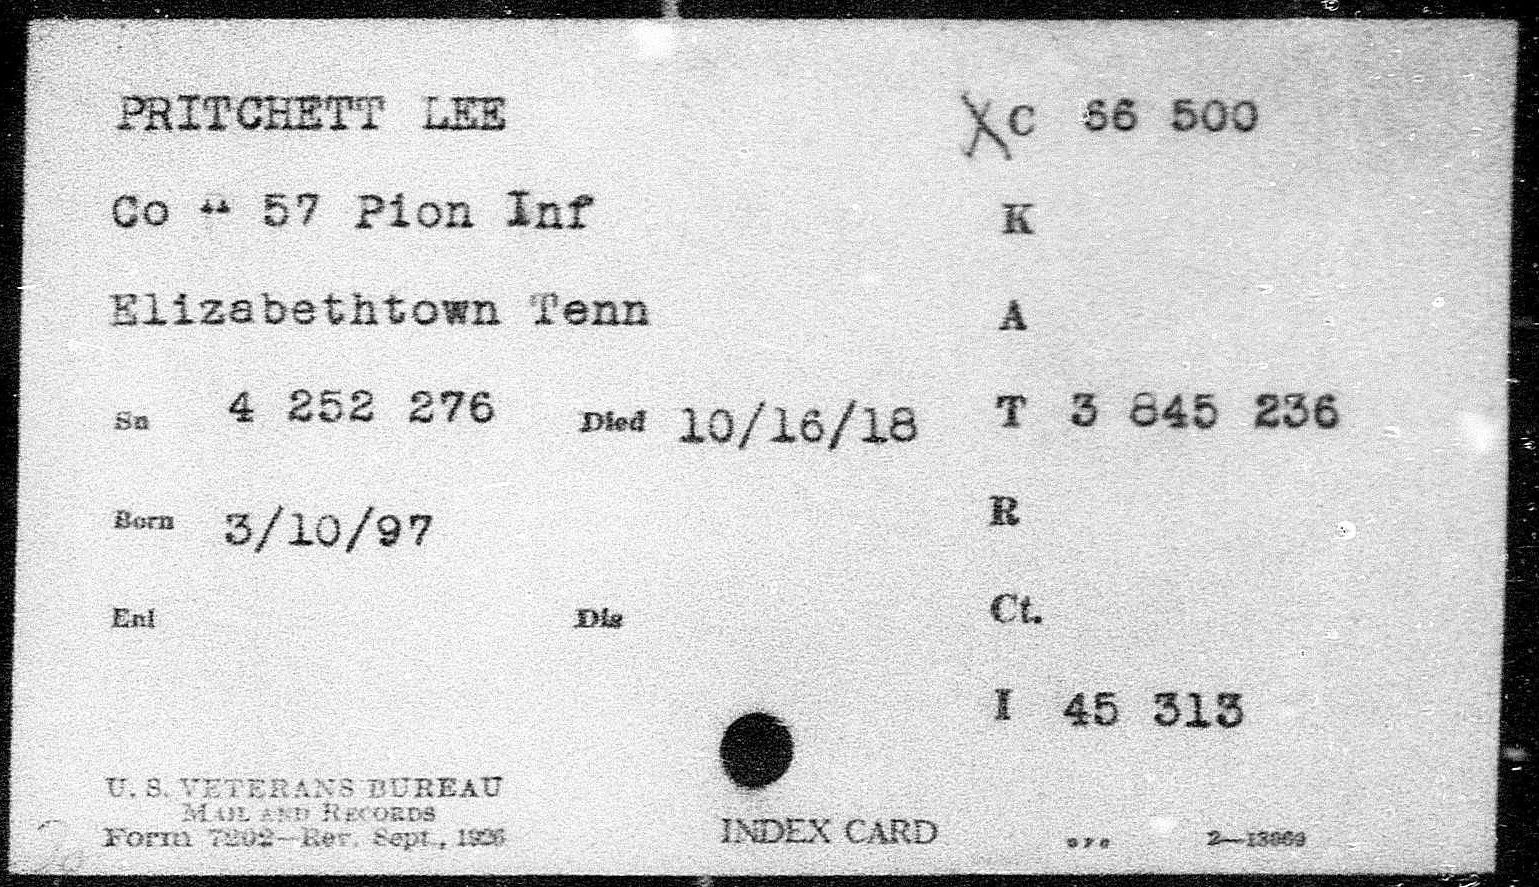 PRITCHETT LEE
XC 66 500
Co " 57 Pion Inf
K
Elizabethtown Tenn
A
Sn 4 252 276 Died 10/16/18
T 3 845 236
Born 3/10/97
R
Enl Dis
Ct.
I 45 313
U. S. VETERANS BUREAU
MAIL AND RECORDS
Form 7202—Rev. Sept., 1926
INDEX CARD
2—13669